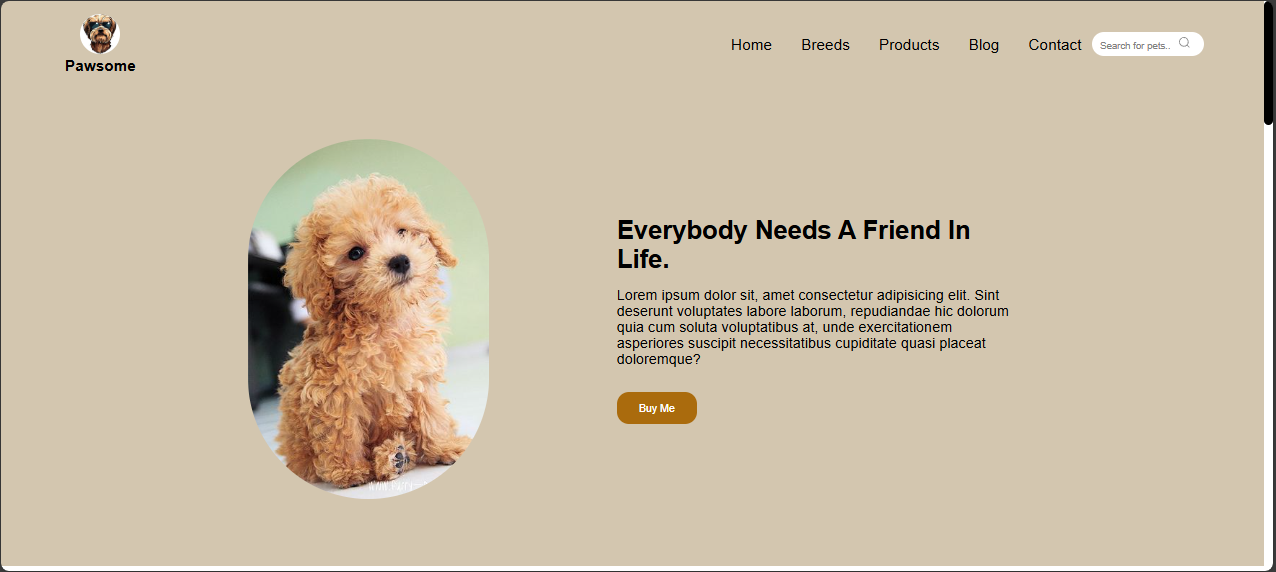 Pawsome
Home Breeds Products Blog Contact
Search for pets..
Everybody Needs A Friend In
Life.
Lorem ipsum dolor sit, amet consectetur adipisicing elit. Sint
deserunt voluptates labore laborum, repudiandae hic dolorum
quia cum soluta voluptatibus at, unde exercitationem
asperiores suscipit necessitatibus cupiditate quasi placeat
doloremque?
Buy Me